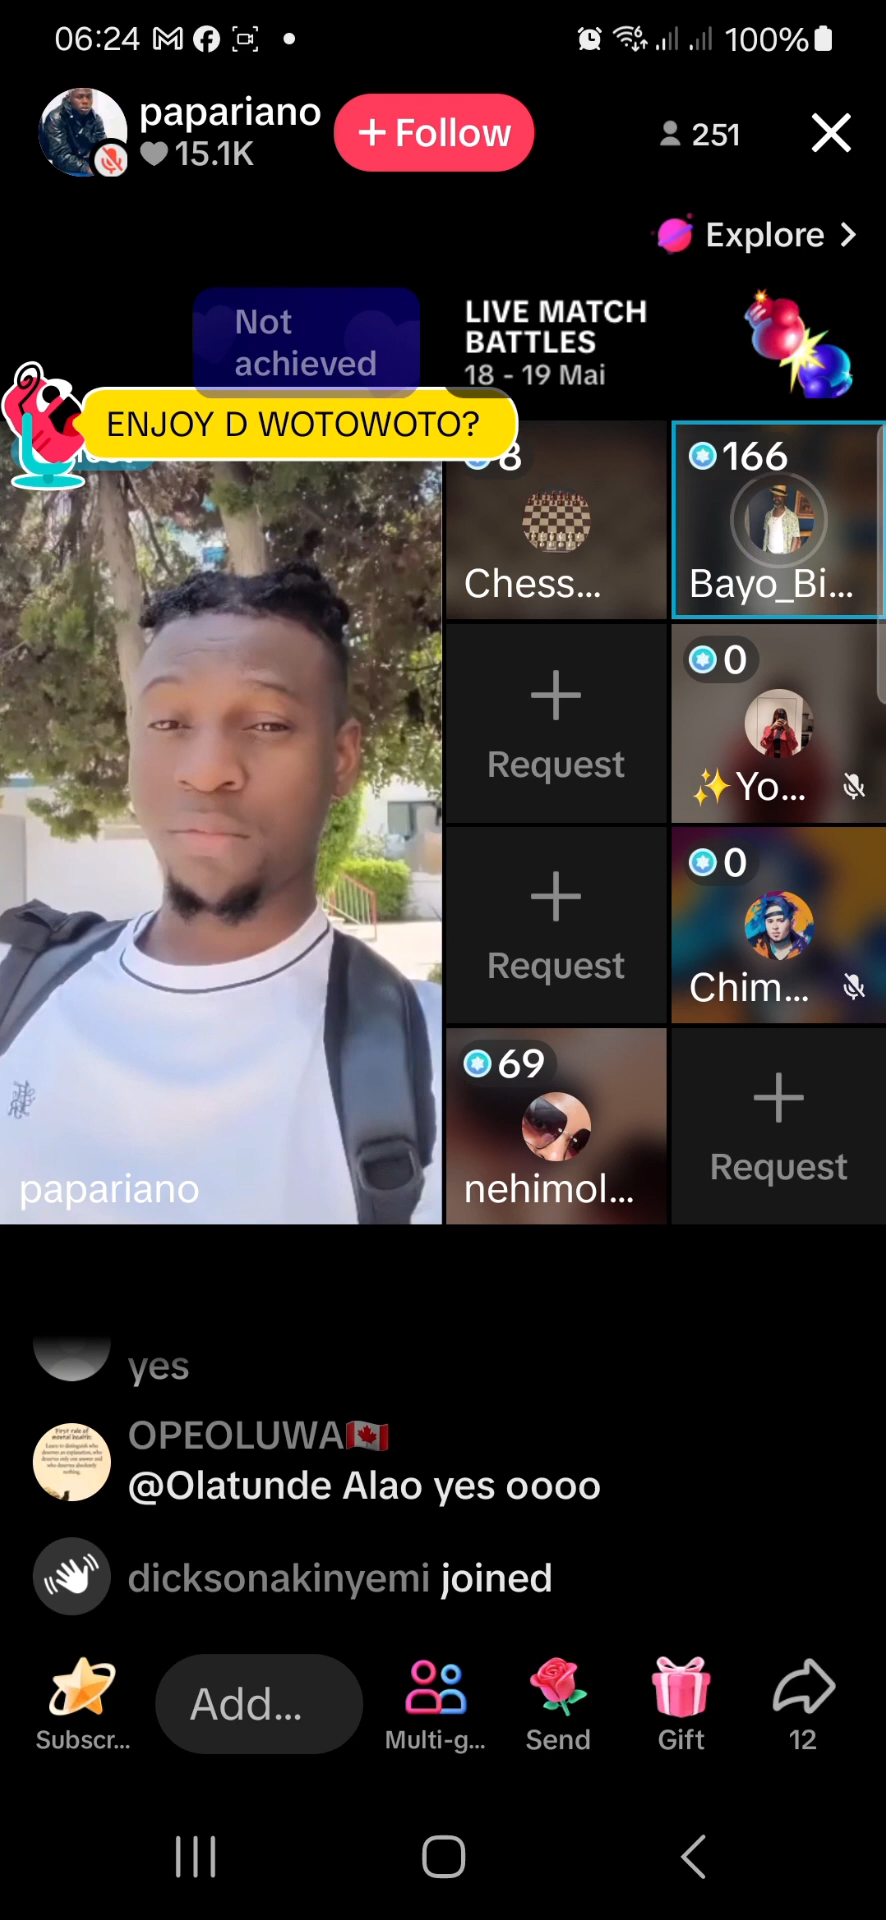 06:24
100%
papariano
15.1K
+ Follow
251
Explore >
Not
achieved
LIVE MATCH
BATTLES
18 - 19 Mai
ENJOY D WOTOWOTO?
8
166
Chess...
Bayo_Bi...
0
Request
✨Yo...
0
Request
Chim...
69
papariano
nehimol...
Request
yes
OPEOLUWA🇨🇦
@Olatunde Alao yes oooo
dicksonakinyemi joined
Add...
Subscr...
Multi-g...
Send
Gift
12